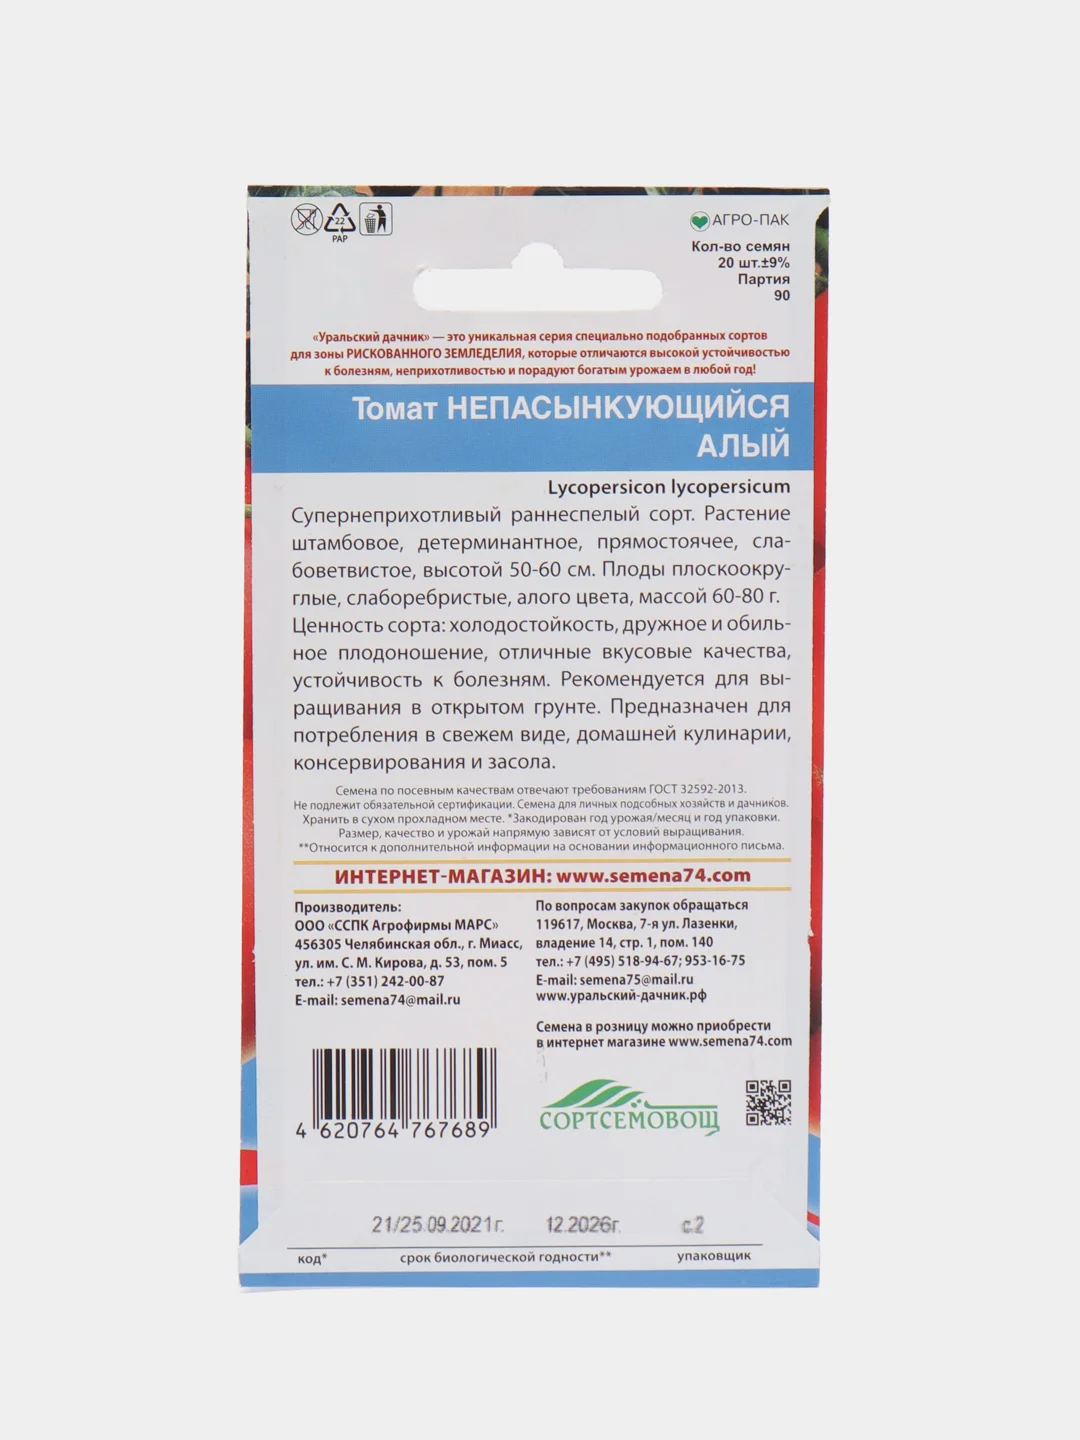 22
PAP
АГРО-ПАК
Кол-во семян
20 шт.±9%
Партия
90
«Уральский дачник» — это уникальная серия специально подобранных сортов
для зоны РИСКОВАННОГО ЗЕМЛЕДЕЛИЯ, которые отличаются высокой устойчивостью
к болезням, неприхотливостью и порадуют богатым урожаем в любой год!
Томат НЕПАСЫНКУЮЩИЙСЯ
АЛЫЙ
Lycopersicon lycopersicum
Супернеприхотливый раннеспелый сорт. Растение
штамбовое, детерминантное, прямостоячее, сла-
боветвистое, высотой 50-60 см. Плоды плоскоокру-
глые, слаборебристые, алого цвета, массой 60-80 г.
Ценность сорта: холодостойкость, дружное и обиль-
ное плодоношение, отличные вкусовые качества,
устойчивость к болезням. Рекомендуется для вы-
ращивания в открытом грунте. Предназначен для
потребления в свежем виде, домашней кулинарии,
консервирования и засола.
Семена по посевным качествам отвечают требованиям ГОСТ 32592-2013.
Не подлежит обязательной сертификации. Семена для личных подсобных хозяйств и дачников.
Хранить в сухом прохладном месте. *Закодирован год урожая/месяц и год упаковки.
Размер, качество и урожай напрямую зависят от условий выращивания.
**Относится к дополнительной информации на основании информационного письма.
ИНТЕРНЕТ-МАГАЗИН: www.semena74.com
Производитель:
ООО «ССПК Агрофирмы МАРС»
456305 Челябинская обл., г. Миасс,
ул. им. С. М. Кирова, д. 53, пом. 5
тел.: +7 (351) 242-00-87
E-mail: semena74@mail.ru
По вопросам закупок обращаться
119617, Москва, 7-я ул. Лазенки,
владение 14, стр. 1, пом. 140
тел.: +7 (495) 518-94-67; 953-16-75
E-mail: semena75@mail.ru
www.уральский-дачник.рф
Семена в розницу можно приобрести
в интернет магазине www.semena74.com
4 620764 767689
СОРТСЕМОВОЩ
21/25.09.2021г. 12.2026г. с.2
код* срок биологической годности** упаковщик